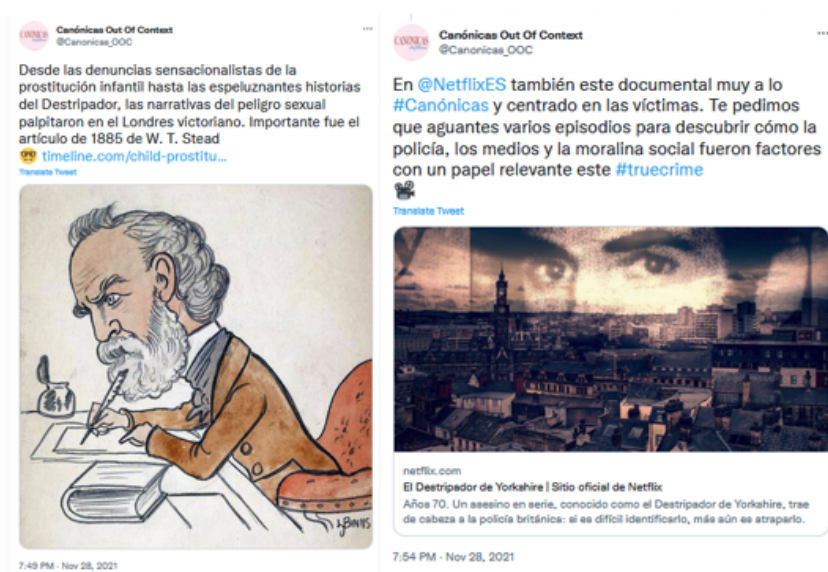 CANÓNICAS
Canónicas Out Of Context
@Canonicas_OOC
Desde las denuncias sensacionalistas de la
prostitución infantil hasta las espeluznantes historias
del Destripador, las narrativas del peligro sexual
palpitaron en el Londres victoriano. Importante fue el
artículo de 1885 de W. T. Stead
🤓 timeline.com/child-prostitu...
Translate Tweet
7:49 PM · Nov 28, 2021
CANÓNICAS
Canónicas Out Of Context
@Canonicas_OOC
En @NetflixES también este documental muy a lo
#Canónicas y centrado en las víctimas. Te pedimos
que aguantes varios episodios para descubrir cómo la
policía, los medios y la moralina social fueron factores
con un papel relevante este #truecrime
🎥
Translate Tweet
netflix.com
El Destripador de Yorkshire | Sitio oficial de Netflix
Años 70. Un asesino en serie, conocido como el Destripador de Yorkshire, trae
de cabeza a la policía británica: si es difícil identificarlo, más aún es atraparlo.
7:54 PM · Nov 28, 2021